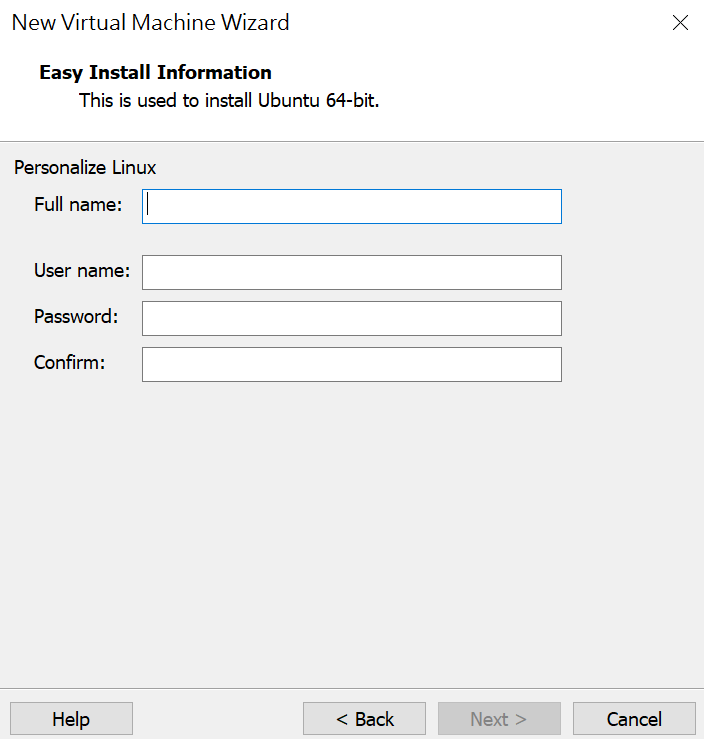 New Virtual Machine Wizard
Easy Install Information
This is used to install Ubuntu 64-bit.
Personalize Linux
Full name:
User name:
Password:
Confirm:
Help
< Back
Next >
Cancel